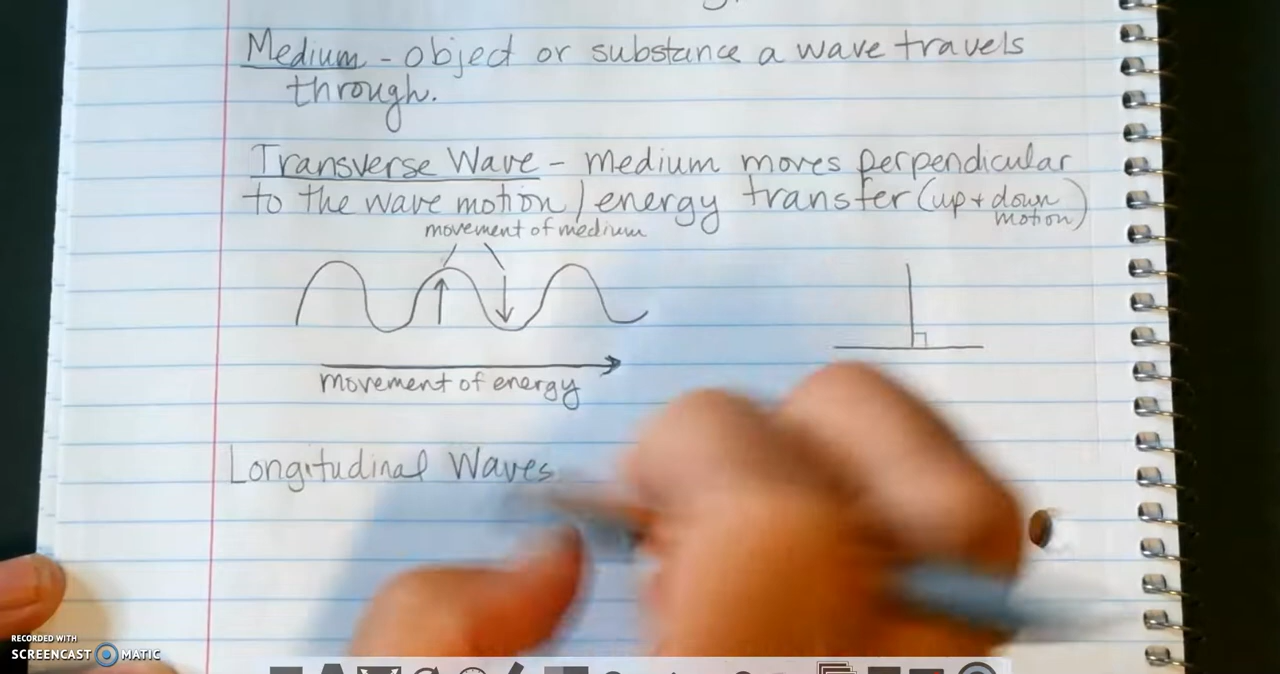 Medium - object or substance a wave travels
through.
Transverse Wave - medium moves perpendicular
to the wave motion / energy transfer (up + down
motion)
movement of medium
movement of energy
Longitudinal Waves
RECORDED WITH
SCREENCAST MATIC